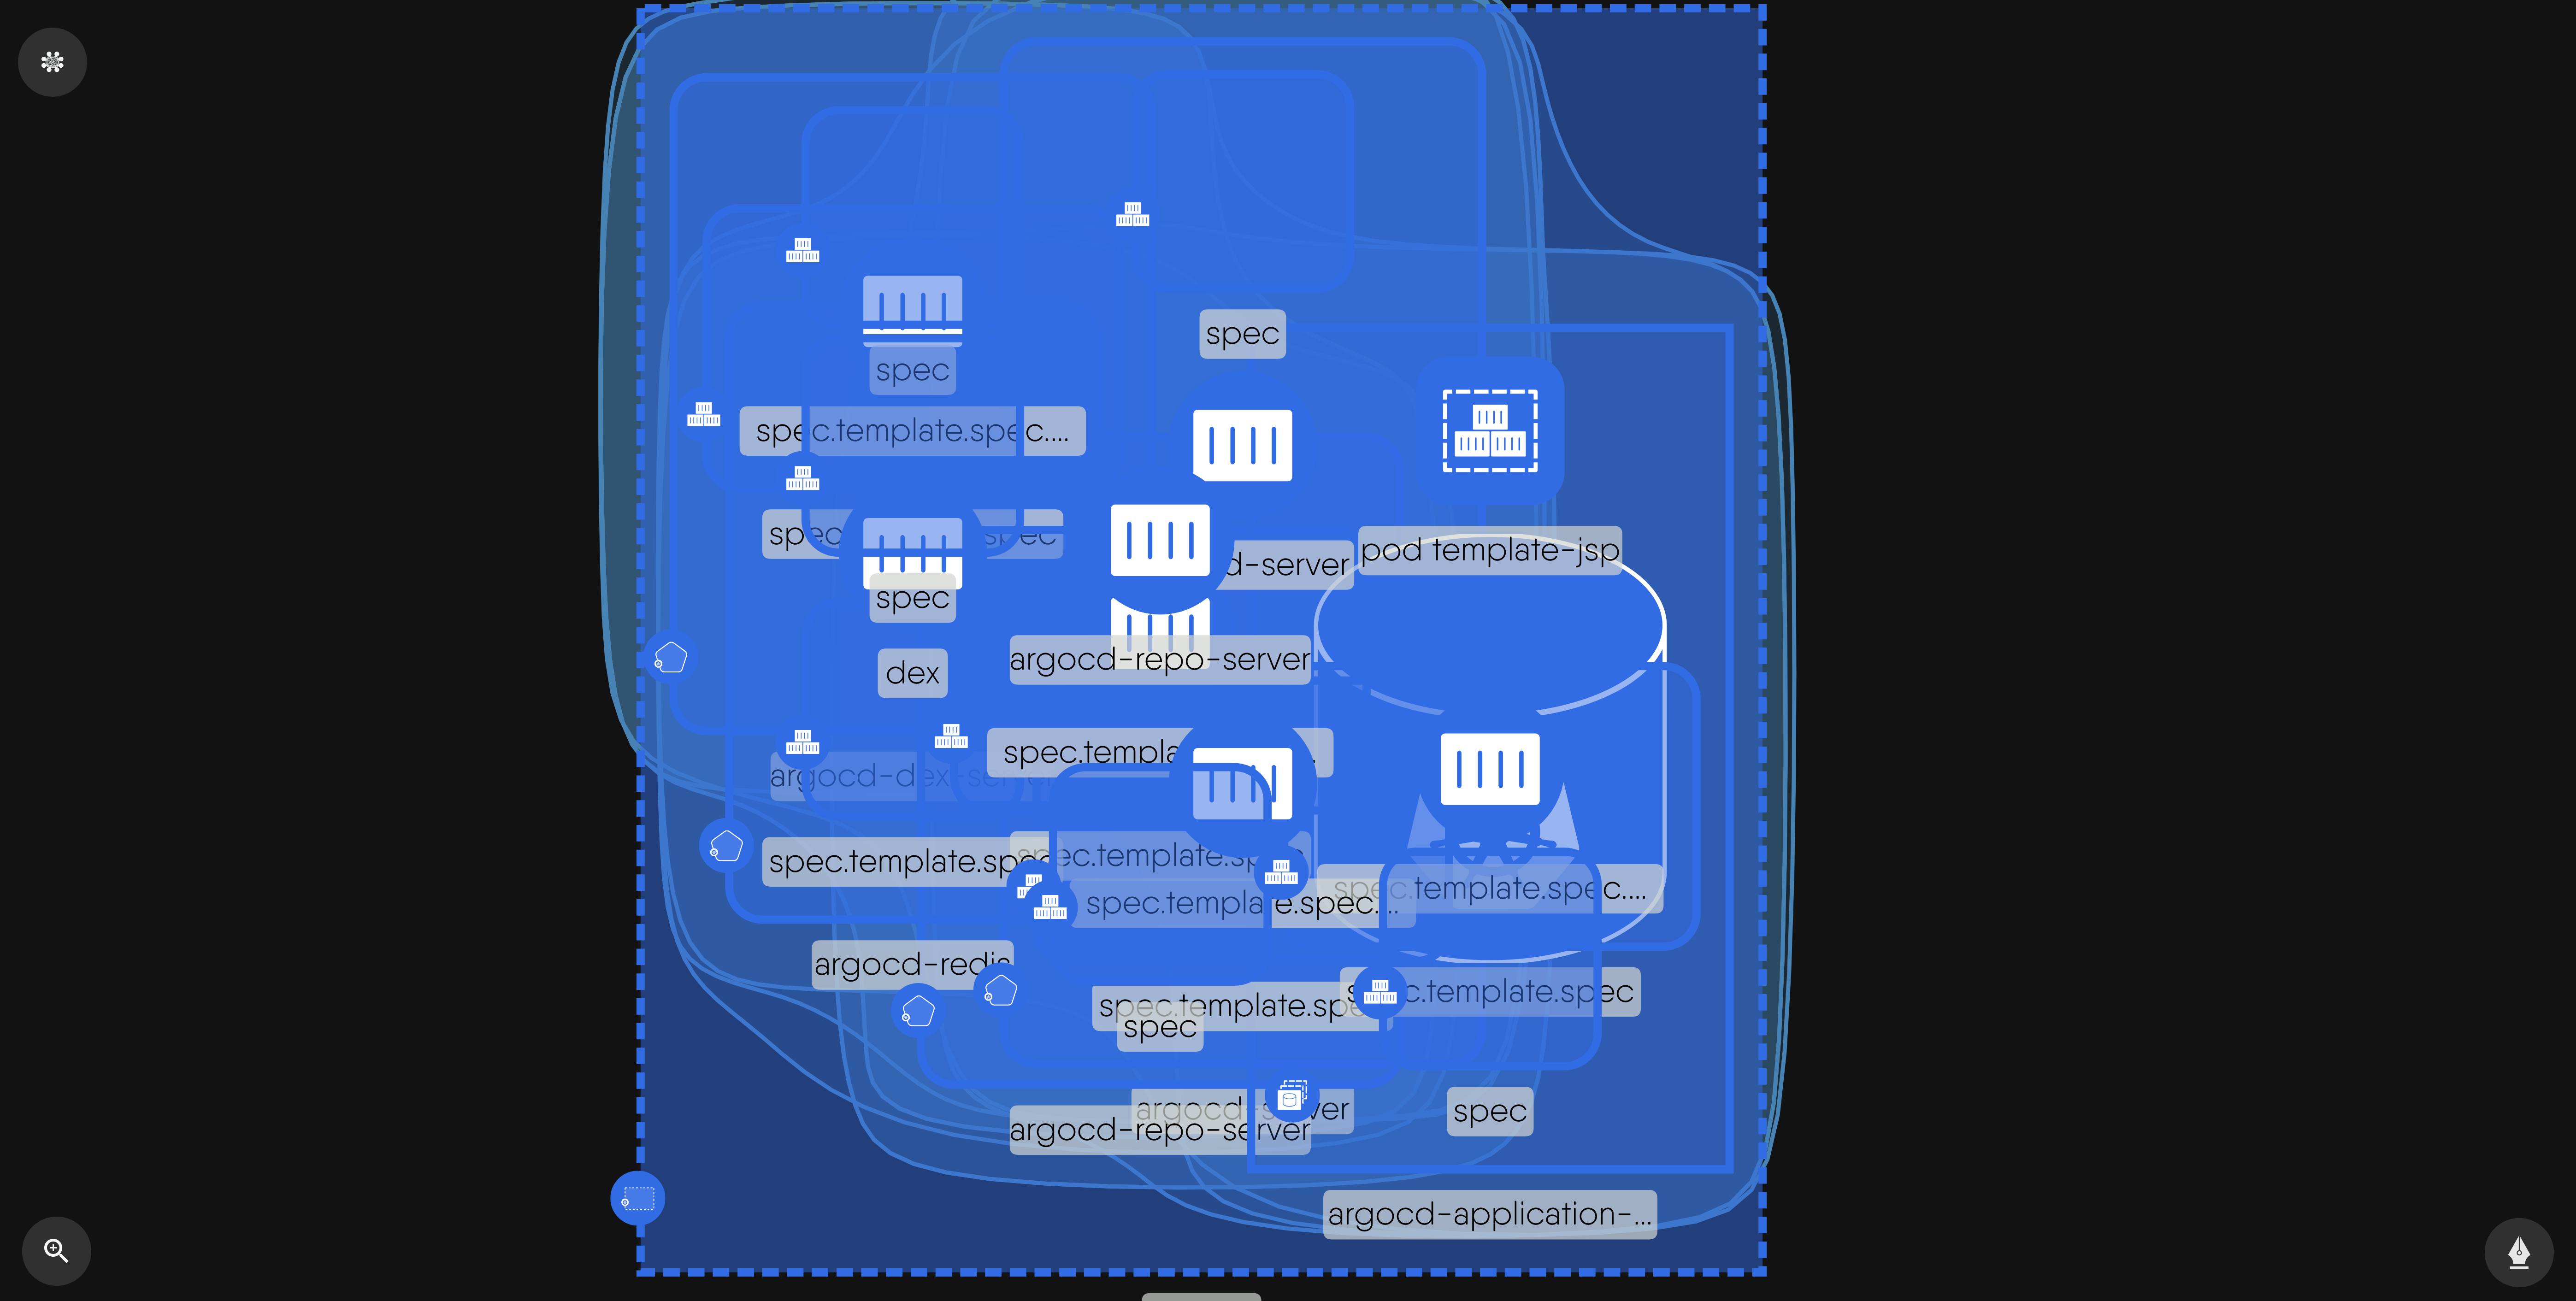 spec
spec
spec.template.spec....
spec spec
d-server
pod template-jsp
spec
argocd-repo-server
dex
spec.templa
argocd-dex-server
spec.template.spec
spec.template.sp
spec.template.spec....
spec.template.spec....
argocd-redis
spec.template.spec
spec.template.spe
spec
argocd-server
argocd-repo-server
spec
argocd-application-...